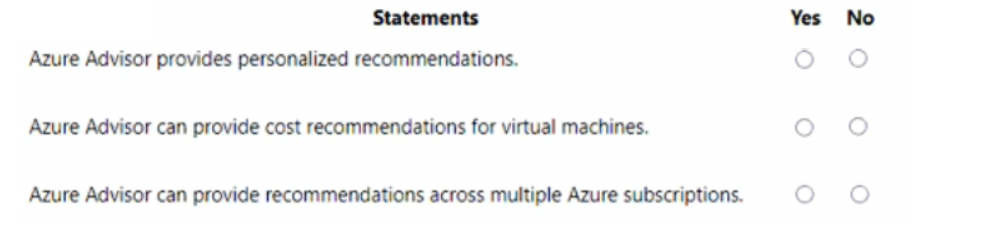 Statements Yes No
Azure Advisor provides personalized recommendations.
Azure Advisor can provide cost recommendations for virtual machines.
Azure Advisor can provide recommendations across multiple Azure subscriptions.